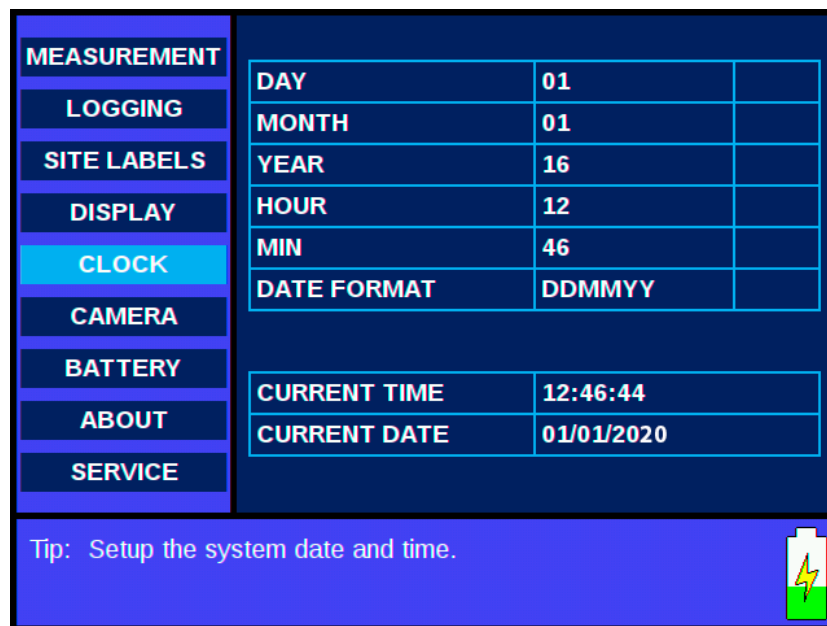 MEASUREMENT
LOGGING
SITE LABELS
DISPLAY
CLOCK
CAMERA
BATTERY
ABOUT
SERVICE
DAY 01
MONTH 01
YEAR 16
HOUR 12
MIN 46
DATE FORMAT DDMMYY
CURRENT TIME 12:46:44
CURRENT DATE 01/01/2020
Tip: Setup the system date and time.